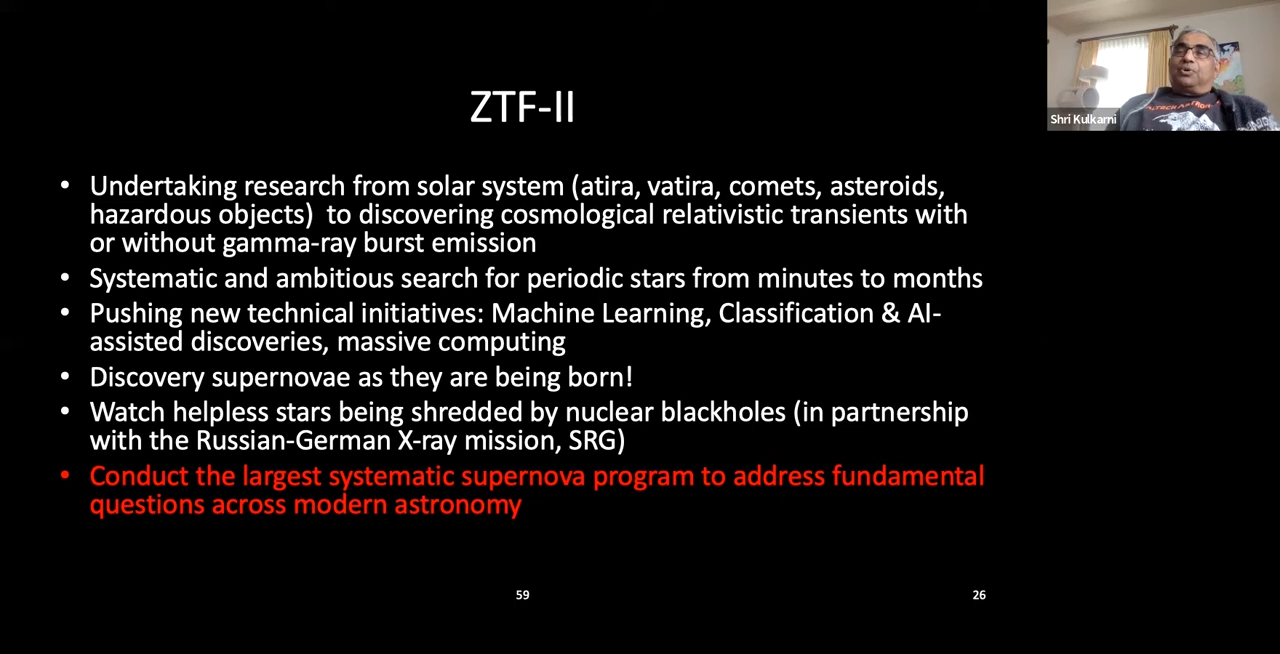 ZTF-II
• Undertaking research from solar system (atira, vatira, comets, asteroids,
hazardous objects)  to discovering cosmological relativistic transients with
or without gamma-ray burst emission
• Systematic and ambitious search for periodic stars from minutes to months
• Pushing new technical initiatives: Machine Learning, Classification & AI-
assisted discoveries, massive computing
• Discovery supernovae as they are being born!
• Watch helpless stars being shredded by nuclear blackholes (in partnership
with the Russian-German X-ray mission, SRG)
• Conduct the largest systematic supernova program to address fundamental
questions across modern astronomy
59
26
Shri Kulkarni